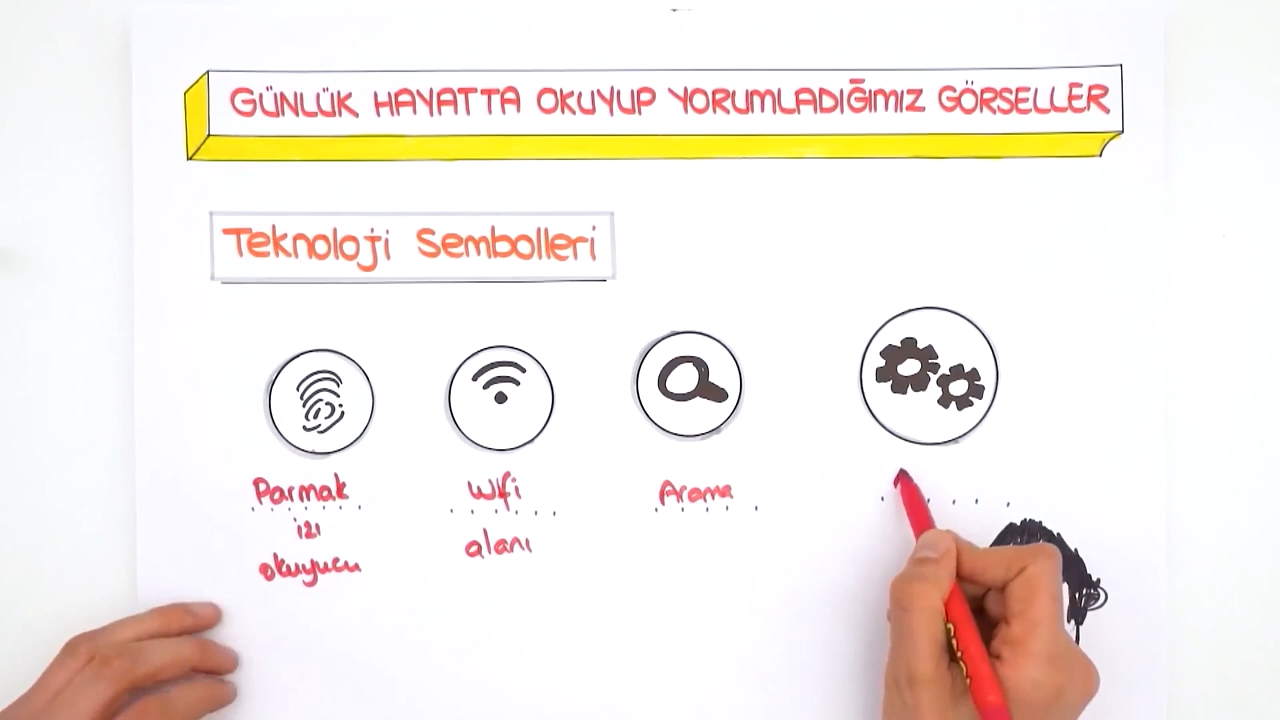 GÜNLÜK HAYATTA OKUYUP YORUMLADIĞIMIZ GÖRSELLER
Teknoloji Sembolleri
Parmak
izi
okuyucu
Wifi
alanı
Arama